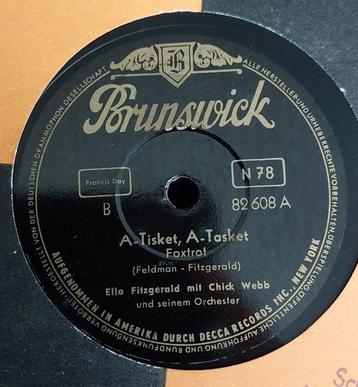 B
Brunswick
HERGESTELLT VON DER DEUTSCHEN GRAMMOPHON GESELLSCHAFT
ALLE HERSTELLER UND URHEBERRECHTE VORBEHALTEN
Francis Day
B
N 78
82 608 A
A-Tisket, A-Tasket
Foxtrot
(Feldman - Fitzgerald)
Ella Fitzgerald mit Chick Webb
und seinem Orchester
AUFGENOMMEN IN AMERIKA DURCH DECCA RECORDS INC., NEW YORK
ÖFFENTLICHE AUFFÜHRUNG UND RUNDFUNKSENDUNG VERBOTEN